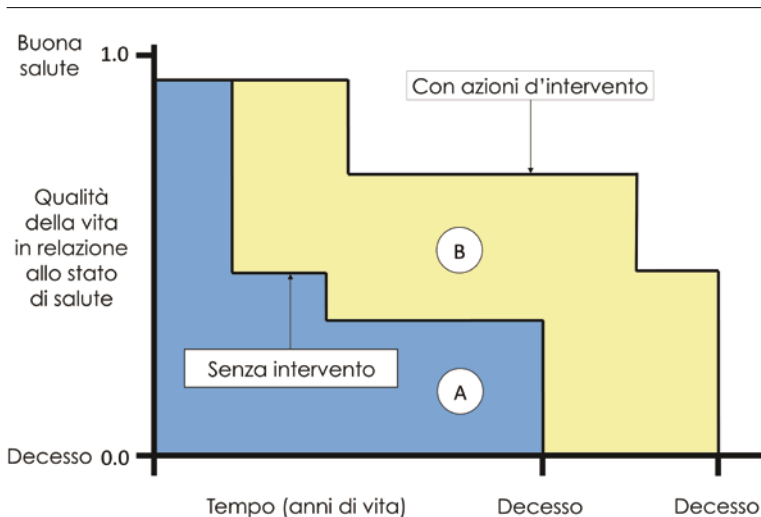 Buona
salute
1.0
Con azioni d'intervento
Qualità
della vita
in relazione
allo stato
di salute
B
Senza intervento
A
Decesso 0.0
Tempo (anni di vita)
Decesso
Decesso